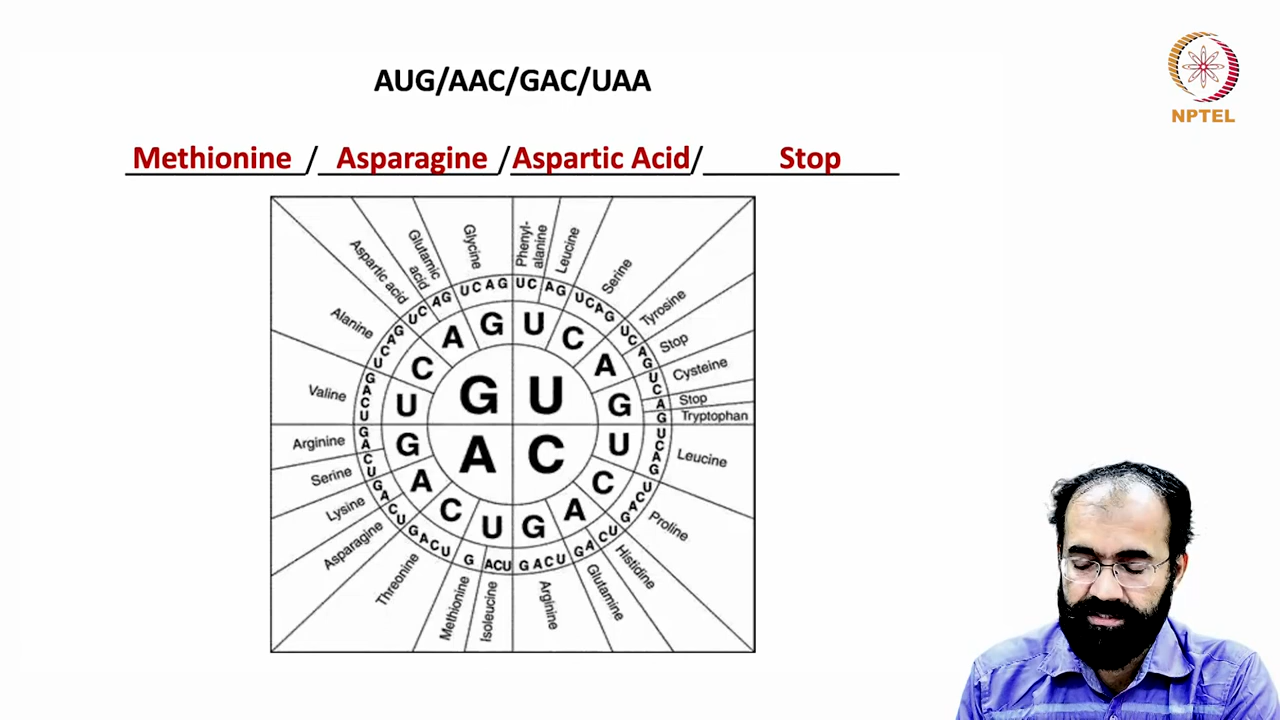 NPTEL
AUG/AAC/GAC/UAA
Methionine / Asparagine / Aspartic Acid / Stop
Aspartic acid
Glutamic acid
Glycine
Phenyl-alanine
Leucine
Serine
Tyrosine
Stop
Cysteine
Stop
Tryptophan
Leucine
Proline
Histidine
Glutamine
Arginine
Isoleucine
Methionine
Threonine
Asparagine
Lysine
Serine
Arginine
Valine
Alanine
U C A G U C A G U C A G U C A G U C A G
U C A G U C A G U C A G U C A G
G U
A C